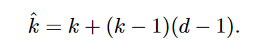 k̂ = k + (k − 1)(d − 1).